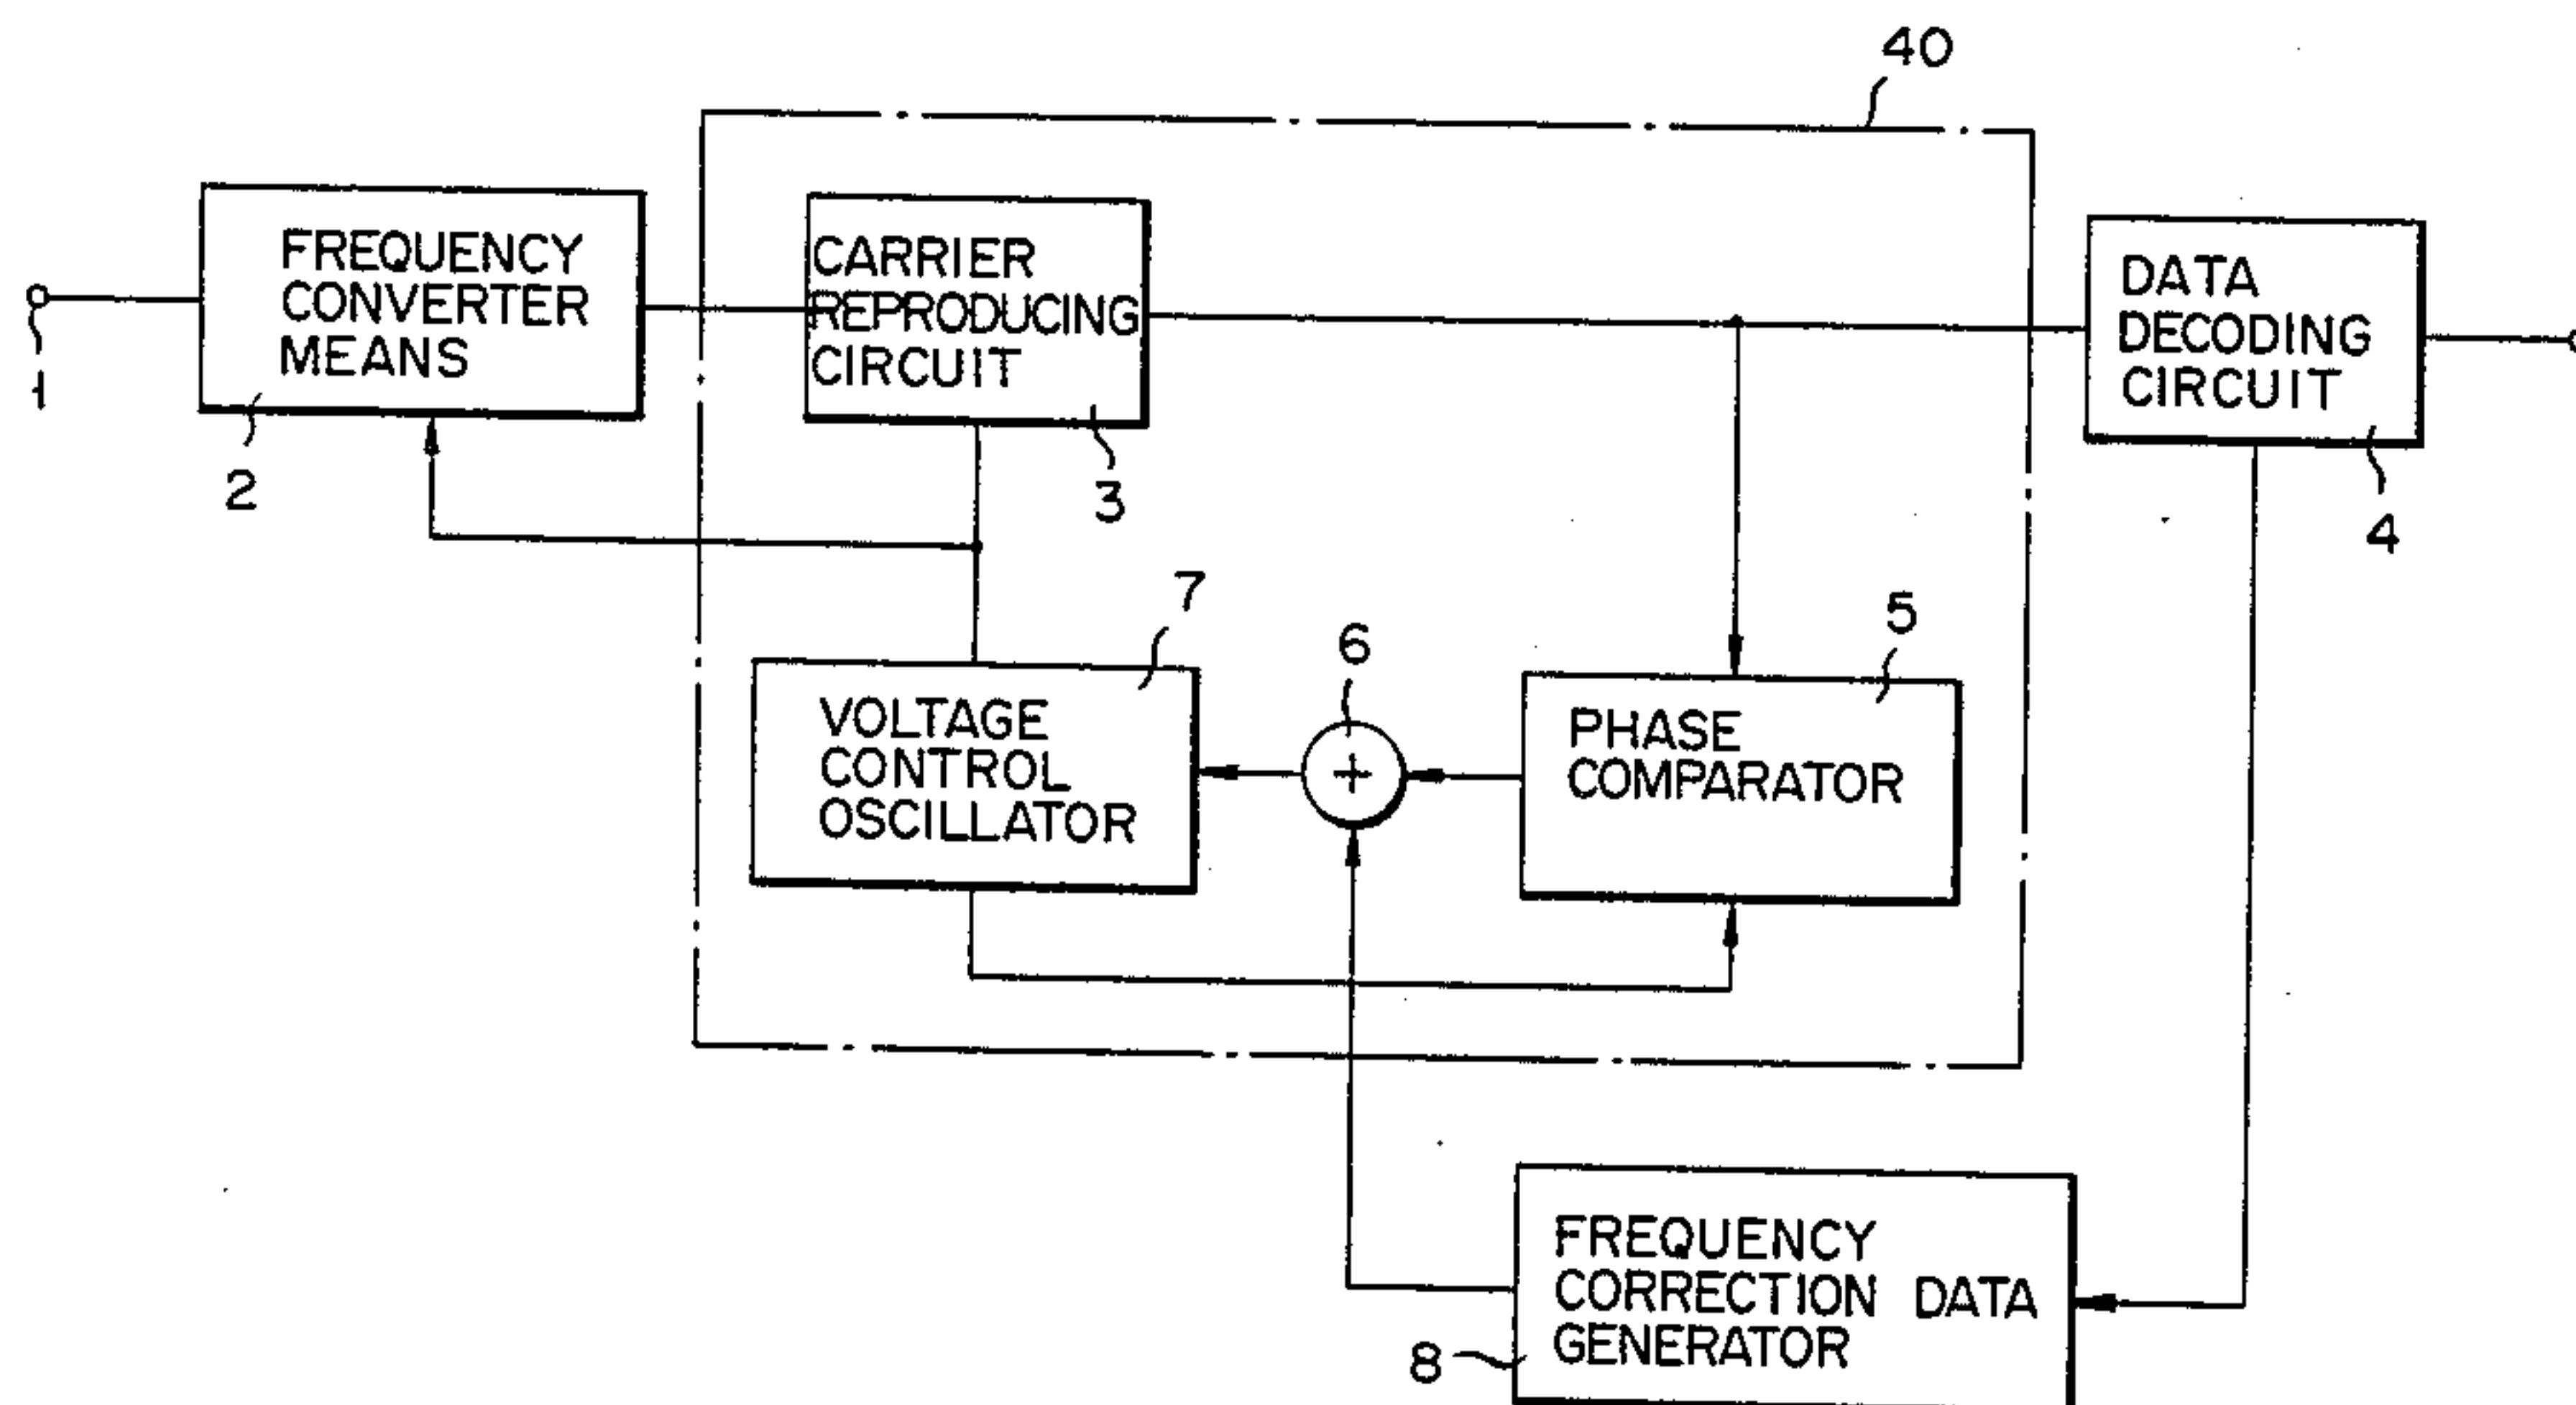 40
FREQUENCY
CONVERTER
MEANS
CARRIER
REPRODUCING
CIRCUIT
DATA
DECODING
CIRCUIT
1
2
3
4
7
6
5
VOLTAGE
CONTROL
OSCILLATOR
+
PHASE
COMPARATOR
FREQUENCY
CORRECTION DATA
GENERATOR
8